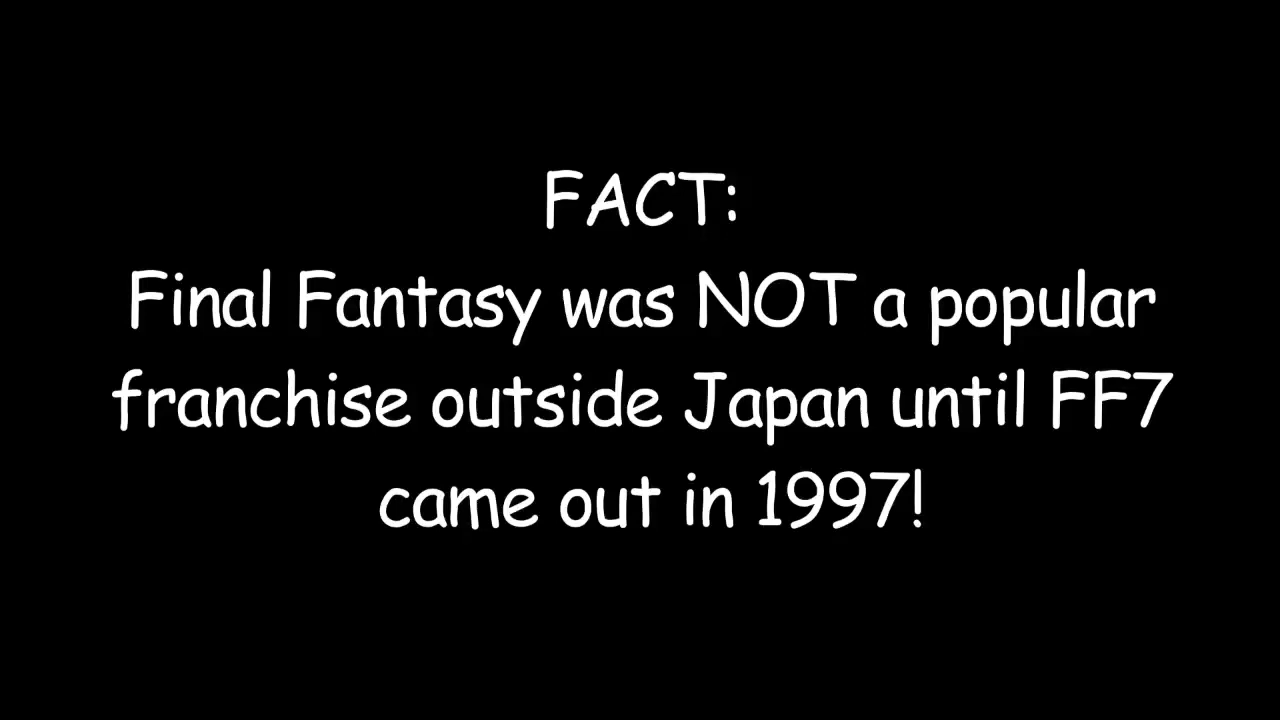 FACT:
Final Fantasy was NOT a popular
franchise outside Japan until FF7
came out in 1997!